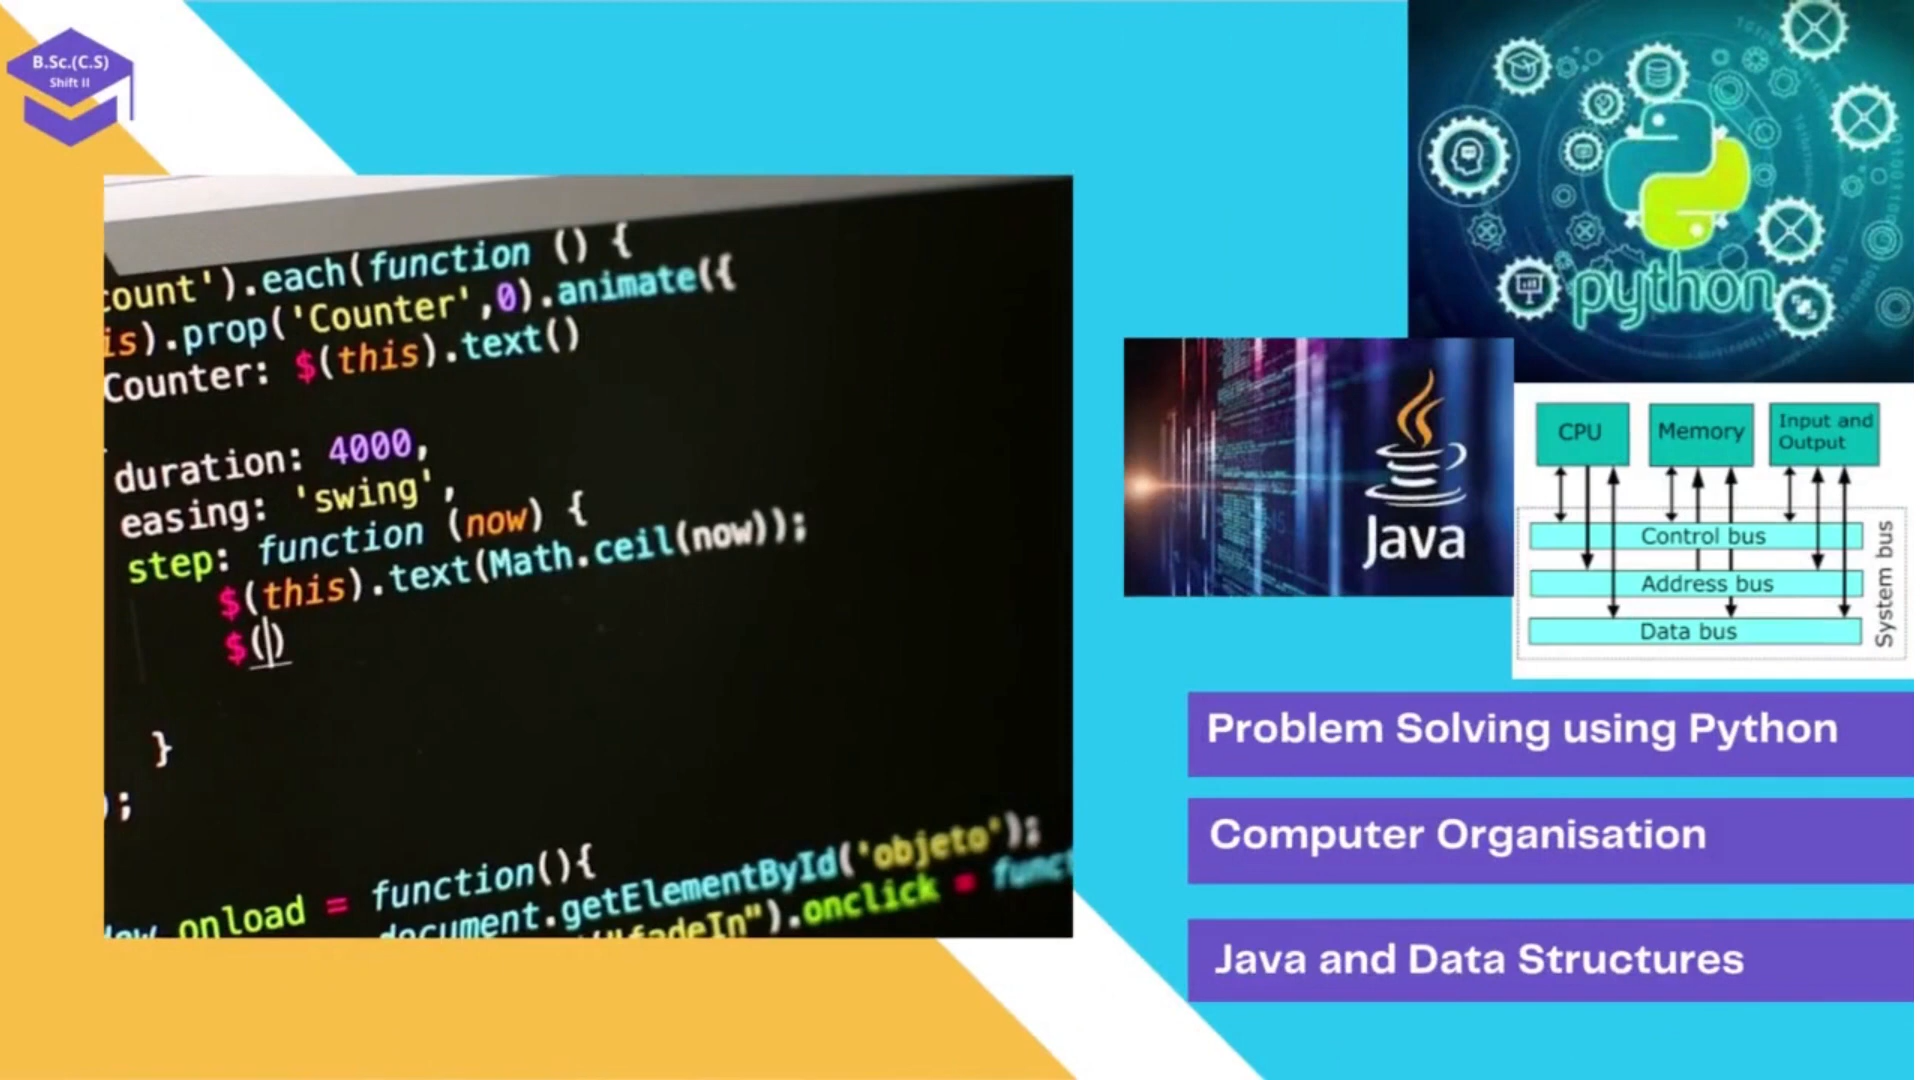 B.Sc.(C.S)
Shift II
count').each(function () {
is).prop('Counter',0).animate({
Counter: $(this).text()
duration: 4000,
easing: 'swing',
step: function (now) {
$(this).text(Math.ceil(now));
$()
}
);
onload = function(){
document.getElementById('objeto');
fadeIn").onclick = func
python
Java
CPU
Memory
Input and
Output
Control bus
Address bus
Data bus
System bus
Problem Solving using Python
Computer Organisation
Java and Data Structures